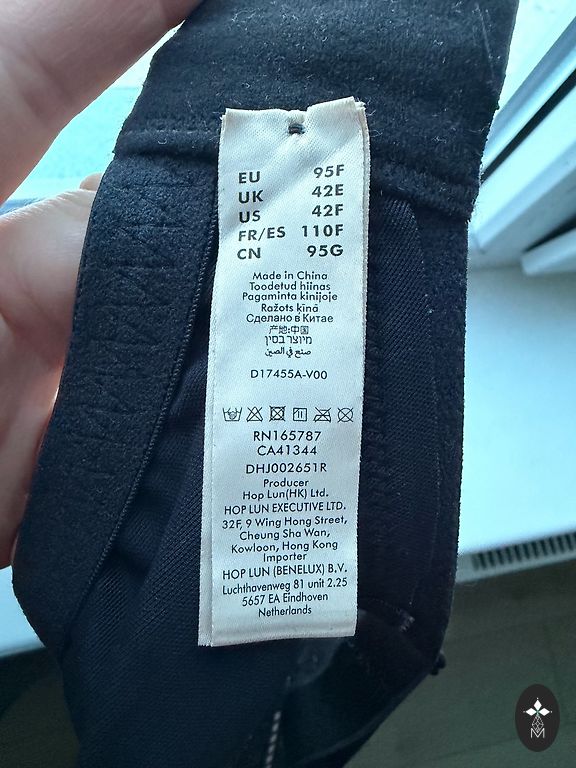 EU 95F
UK 42E
US 42F
FR/ES 110F
CN 95G
Made in China
Toodetud hiinas
Pagaminta kinijoje
Ražots ķīnā
Сделано в Китае
产地:中国
מיוצר בסין
صنع في الصين
D17455A-V00
RN165787
CA41344
DHJ002651R
Producer
Hop Lun(HK) Ltd.
HOP LUN EXECUTIVE LTD.
32F, 9 Wing Hong Street,
Cheung Sha Wan,
Kowloon, Hong Kong
Importer
HOP LUN (BENELUX) B.V.
Luchthavenweg 81 unit 2.25
5657 EA Eindhoven
Netherlands